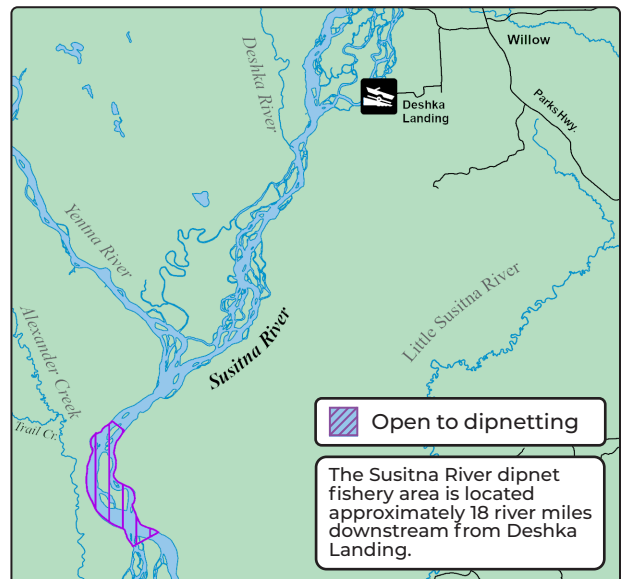 Willow
Deshka River
Deshka
Landing
Parks Hwy.
Yentna River
Little Susitna River
Susitna River
Alexander Creek
Trail Cr.
Open to dipnetting
The Susitna River dipnet
fishery area is located
approximately 18 river miles
downstream from Deshka
Landing.